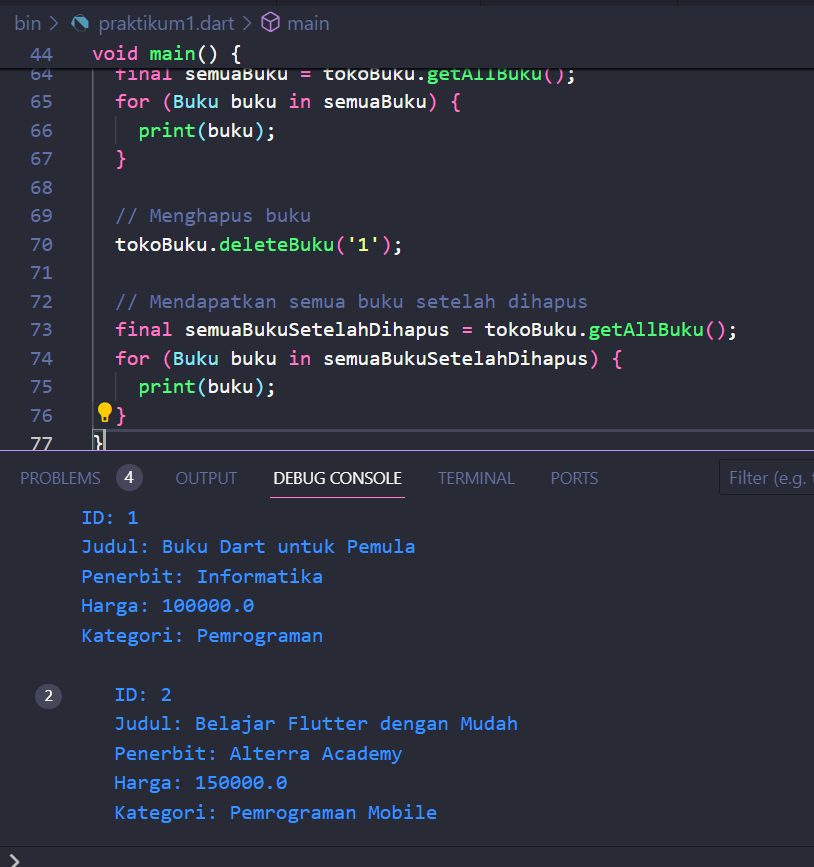 bin > praktikum1.dart > main
44 void main() {
64 final semuaBuku = tokoBuku.getAllBuku();
65 for (Buku buku in semuaBuku) {
66 print(buku);
67 }
68
69 // Menghapus buku
70 tokoBuku.deleteBuku('1');
71
72 // Mendapatkan semua buku setelah dihapus
73 final semuaBukuSetelahDihapus = tokoBuku.getAllBuku();
74 for (Buku buku in semuaBukuSetelahDihapus) {
75 print(buku);
76 }
77 }
PROBLEMS 4 OUTPUT DEBUG CONSOLE TERMINAL PORTS Filter (e.g.
ID: 1
Judul: Buku Dart untuk Pemula
Penerbit: Informatika
Harga: 100000.0
Kategori: Pemrograman
2 ID: 2
Judul: Belajar Flutter dengan Mudah
Penerbit: Alterra Academy
Harga: 150000.0
Kategori: Pemrograman Mobile
>